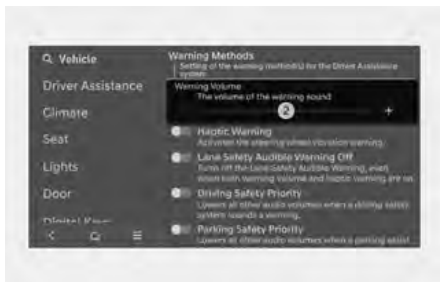 Vehicle
Driver Assistance
Climate
Seat
Lights
Door
Digital Key
Warning Methods
Setting of the warning method(s) for the Driver Assistance
system
Warning Volume
The volume of the warning sound
2
+
Haptic Warning
Activates the steering wheel vibration warning.
Lane Safety Audible Warning Off
Turns off the Lane Safety Audible Warning, even
when both warning volume and haptic warning are on.
Driving Safety Priority
Lowers all other audio volumes when a driving safety
system sounds a warning.
Parking Safety Priority
Lowers all other audio volumes when a parking assist